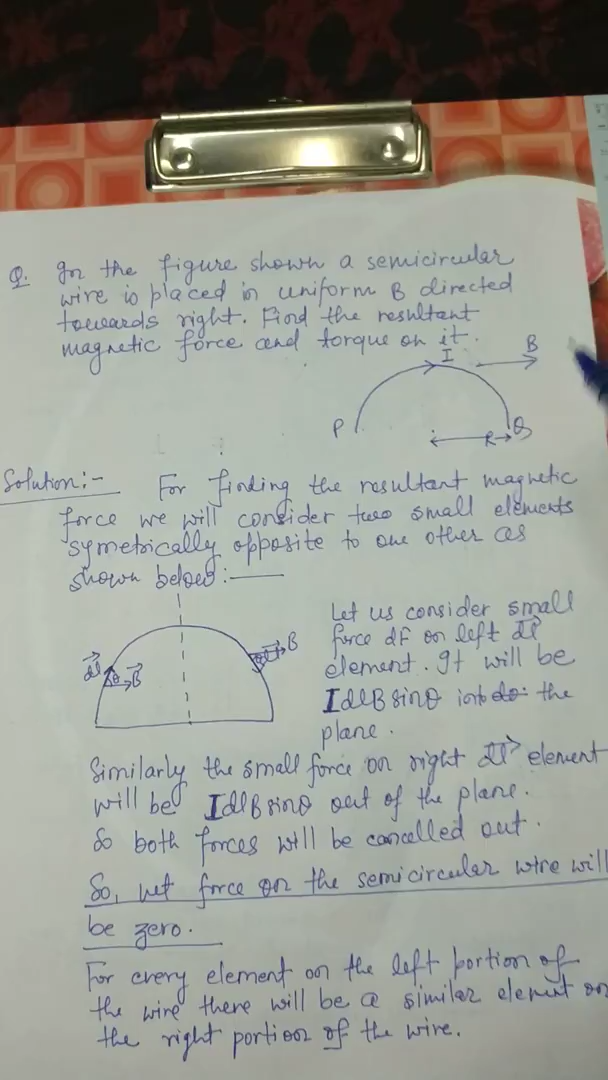 Q. In the figure shown a semicircular
wire is placed in uniform B directed
towards right. Find the resultant
magnetic force and torque on it.
I
B
P
R
Q
Solution:- For finding the resultant magnetic
force we will consider two small elements
symetrically opposite to one other as
shown below:-
Let us consider small
force dF on left dl
element. It will be
IdlB sinθ into the
plane.
dl θ B
θ dl B
Similarly the small force on right dl element
will be IdlB sinθ out of the plane.
So both forces will be cancelled out.
So, net force on the semicircular wire will
be zero.
For every element on the left portion of
the wire there will be a similar element on
the right portion of the wire.